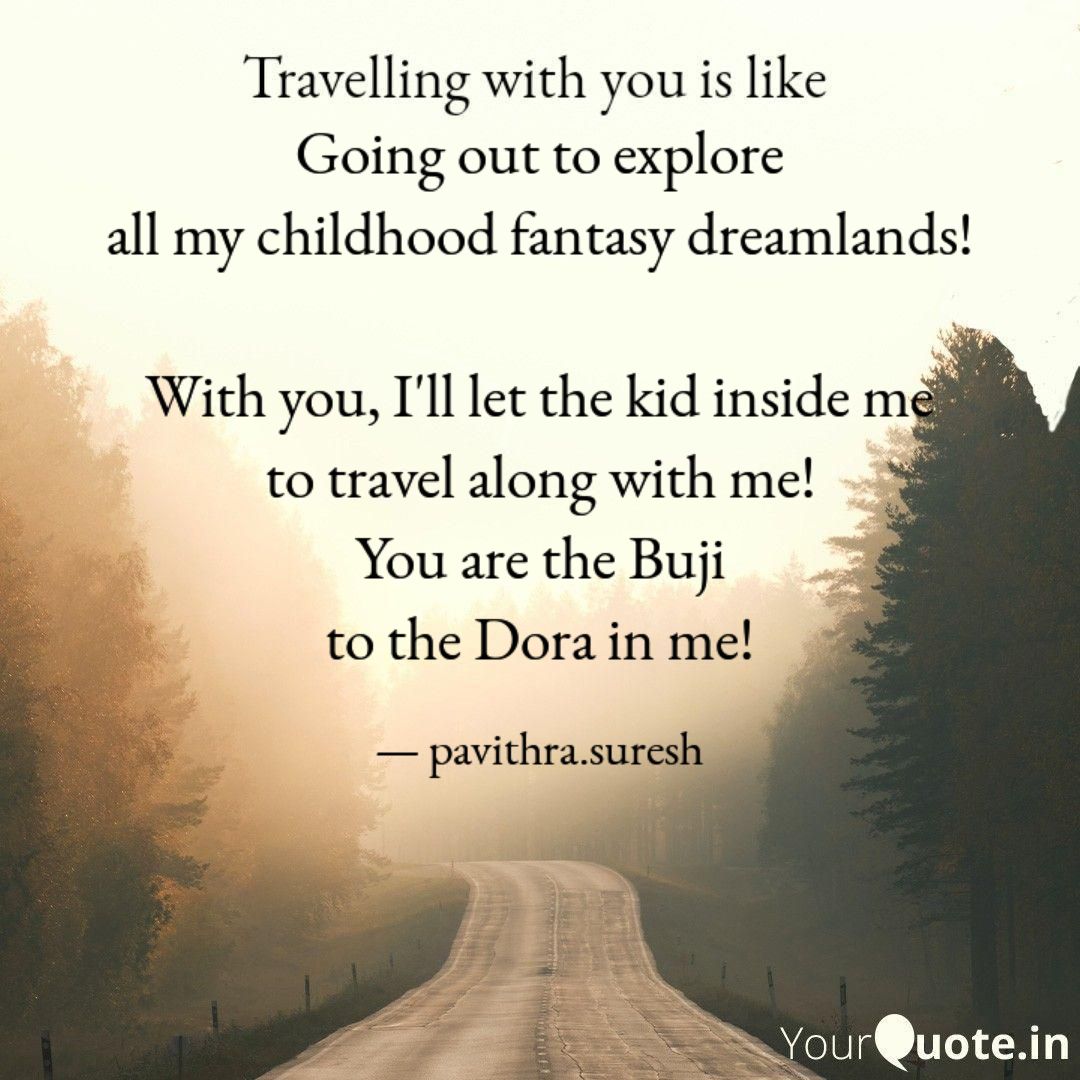 Travelling with you is like
Going out to explore
all my childhood fantasy dreamlands!
With you, I'll let the kid inside me
to travel along with me!
You are the Buji
to the Dora in me!
— pavithra.suresh
YourQuote.in